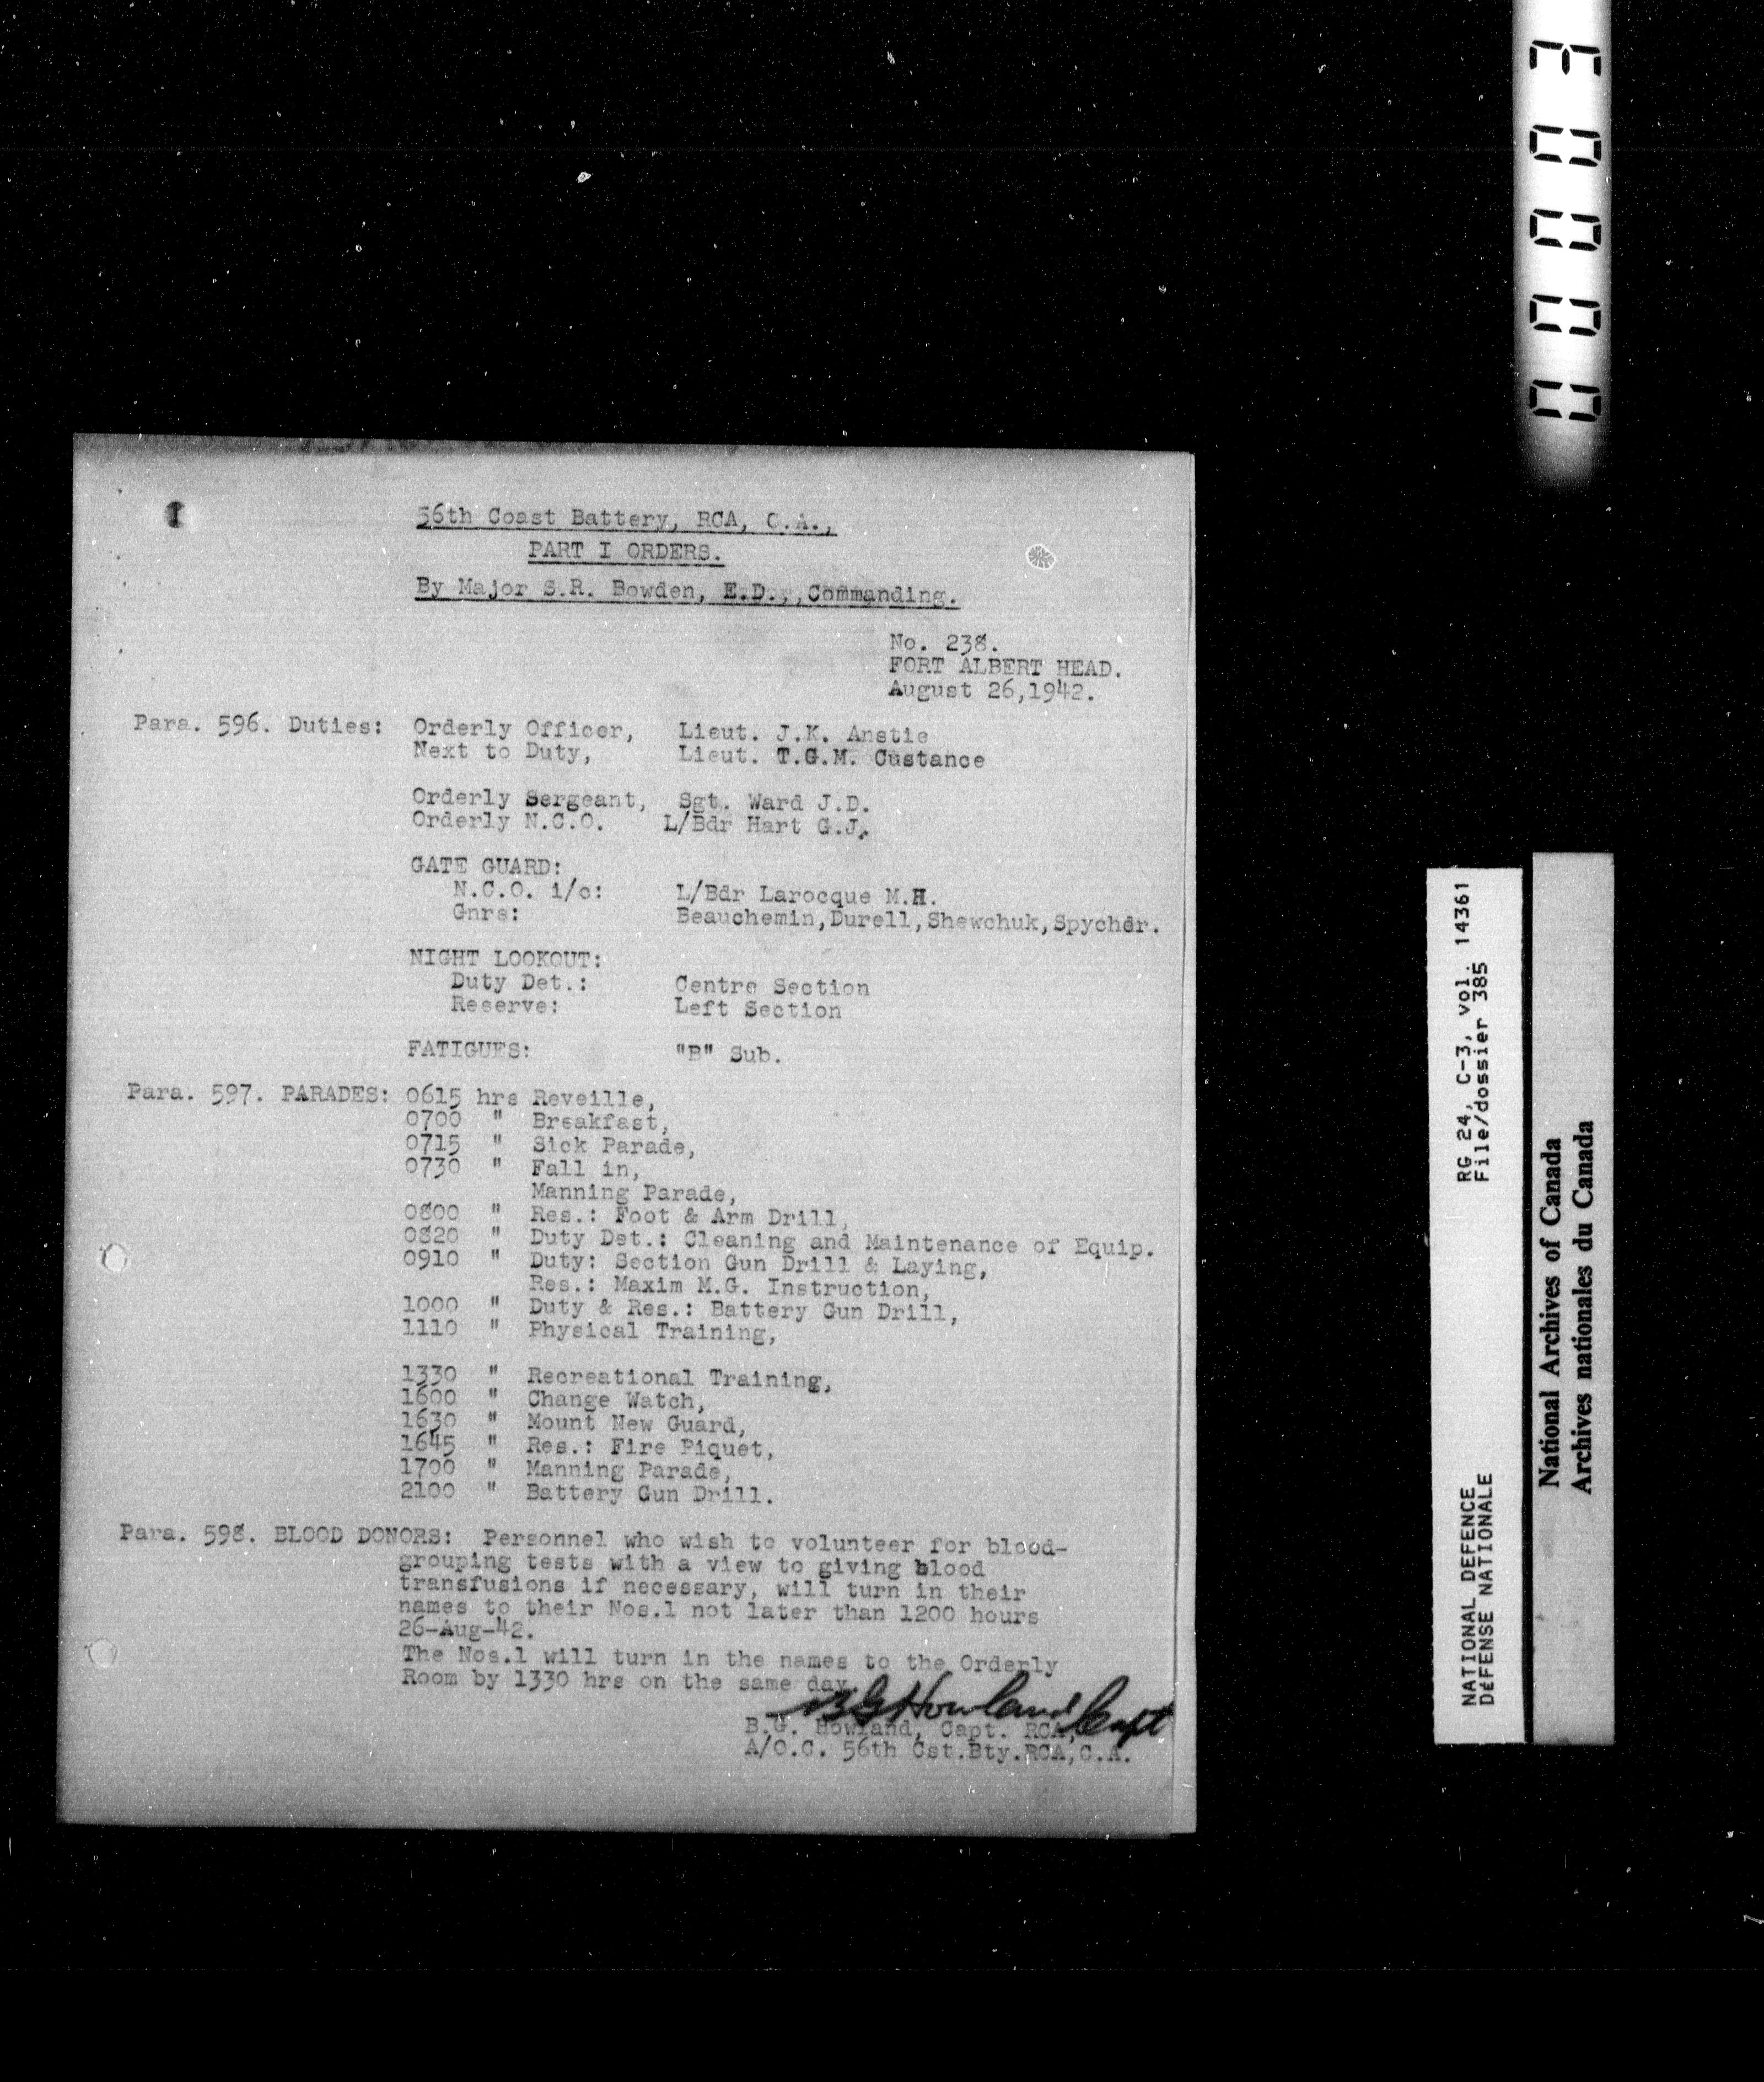 56th Coast Battery, RCA, C.A.,
PART I ORDERS.
By Major S.R. Bowden, E.D., Commanding.
No. 238.
FORT ALBERT HEAD.
August 26,1942.
Para. 596. Duties: Orderly Officer, Lieut. J.K. Anstie
Next to Duty, Lieut. T.G.M. Custance
Orderly Sergeant, Sgt. Ward J.D.
Orderly N.C.O. L/Bdr Hart G.J.
GATE GUARD:
N.C.O. i/c: L/Bdr Larocque M.H.
Gnrs: Beauchemin,Durell,Shewchuk,Spycher.
NIGHT LOOKOUT:
Duty Det.: Centre Section
Reserve: Left Section
FATIGUES: "B" Sub.
Para. 597. PARADES: 0615 hrs Reveille,
0700 " Breakfast,
0715 " Sick Parade,
0730 " Fall in,
Manning Parade,
0800 " Res.: Foot & Arm Drill,
0820 " Duty Det.: Cleaning and Maintenance of Equip.
0910 " Duty: Section Gun Drill & Laying,
Res.: Maxim M.G. Instruction,
1000 " Duty & Res.: Battery Gun Drill,
1110 " Physical Training,
1330 " Recreational Training,
1600 " Change Watch,
1630 " Mount New Guard,
1645 " Res.: Fire Piquet,
1700 " Manning Parade,
2100 " Battery Gun Drill.
Para. 598. BLOOD DONORS: Personnel who wish to volunteer for blood-
grouping tests with a view to giving blood
transfusions if necessary, will turn in their
names to their Nos.1 not later than 1200 hours
26-Aug-42.
The Nos.1 will turn in the names to the Orderly
Room by 1330 hrs on the same day.
BG Howland Capt
B.G. Howland, Capt. RCA,
A/O.C. 56th Cst.Bty.RCA,C.A.
00003
NATIONAL DEFENCE RG 24, C-3, vol. 14361
DÉFENSE NATIONALE File/dossier 385
National Archives of Canada
Archives nationales du Canada